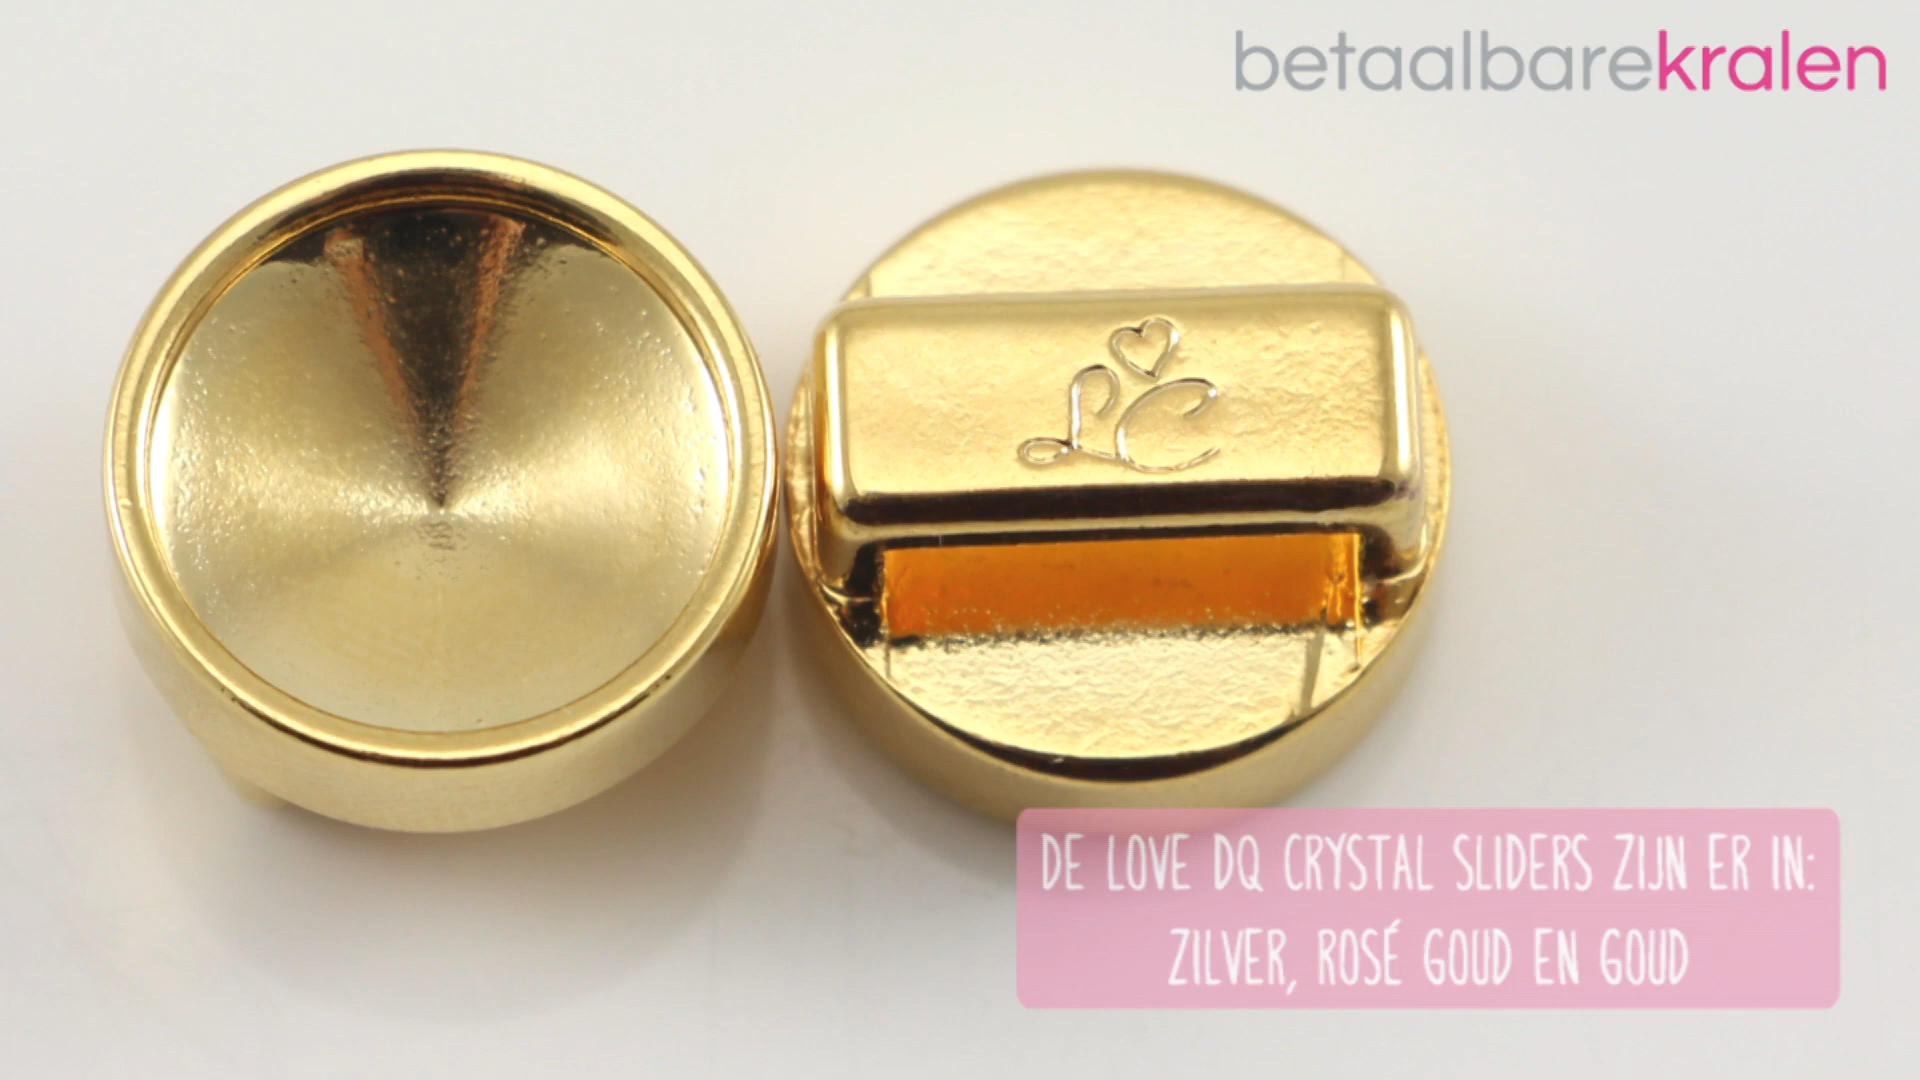 betaalbarekralen
LC
DE LOVE DQ CRYSTAL SLIDERS ZIJN ER IN:
ZILVER, ROSÉ GOUD EN GOUD